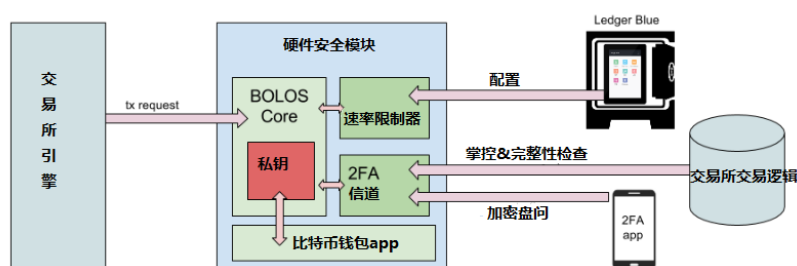 交
易
所
引
擎
tx request
硬件安全模块
BOLOS
Core
私钥
速率限制器
2FA
信道
比特币钱包app
配置
Ledger Blue
掌控&完整性检查
加密盘问
交易所交易逻辑
2FA
app